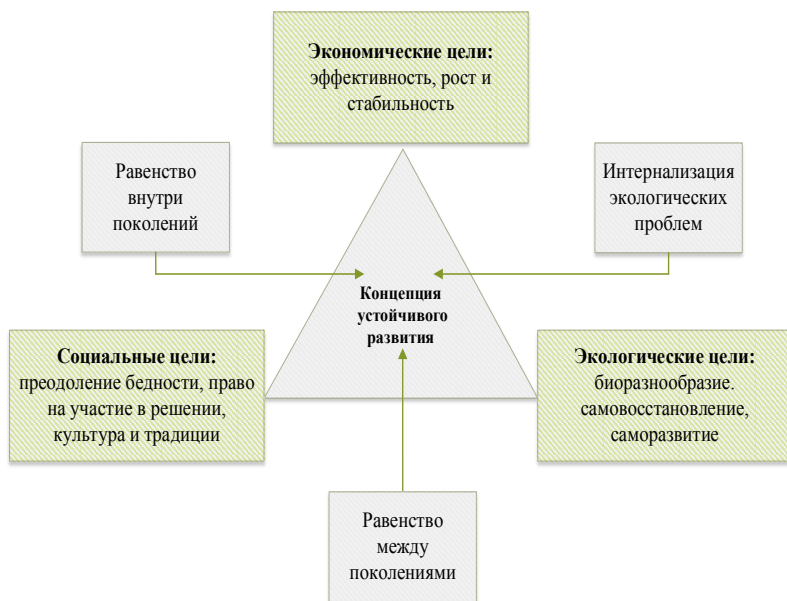 Экономические цели:
эффективность, рост и
стабильность
Равенство
внутри
поколений
Интернализация
экологических
проблем
Концепция
устойчивого
развития
Социальные цели:
преодоление бедности, право
на участие в решении,
культура и традиции
Экологические цели:
биоразнообразие.
самовосстановление,
саморазвитие
Равенство
между
поколениями